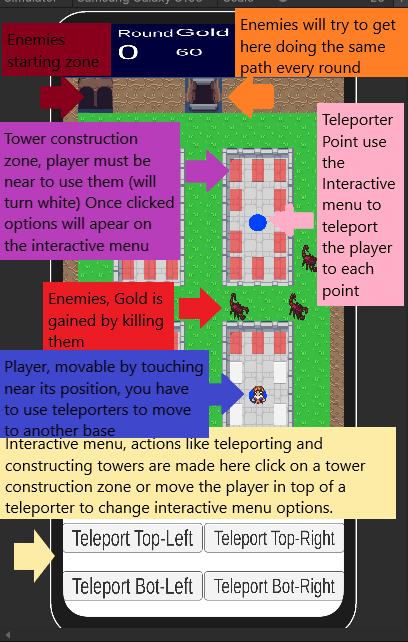 Simulator
Round Gold
0 60
Enemies
starting zone
Enemies will try to get
here doing the same
path every round
Tower construction
zone, player must be
near to use them (will
turn white) Once clicked
options will apear on
the interactive menu
Teleporter
Point use
the
Interactive
menu to
teleport
the player
to each
point
Enemies, Gold is
gained by killing
them
Player, movable by touching
near its position, you have
to use teleporters to move
to another base
Interactive menu, actions like teleporting and
constructing towers are made here click on a tower
construction zone or move the player in top of a
teleporter to change interactive menu options.
Teleport Top-Left Teleport Top-Right
Teleport Bot-Left Teleport Bot-Right